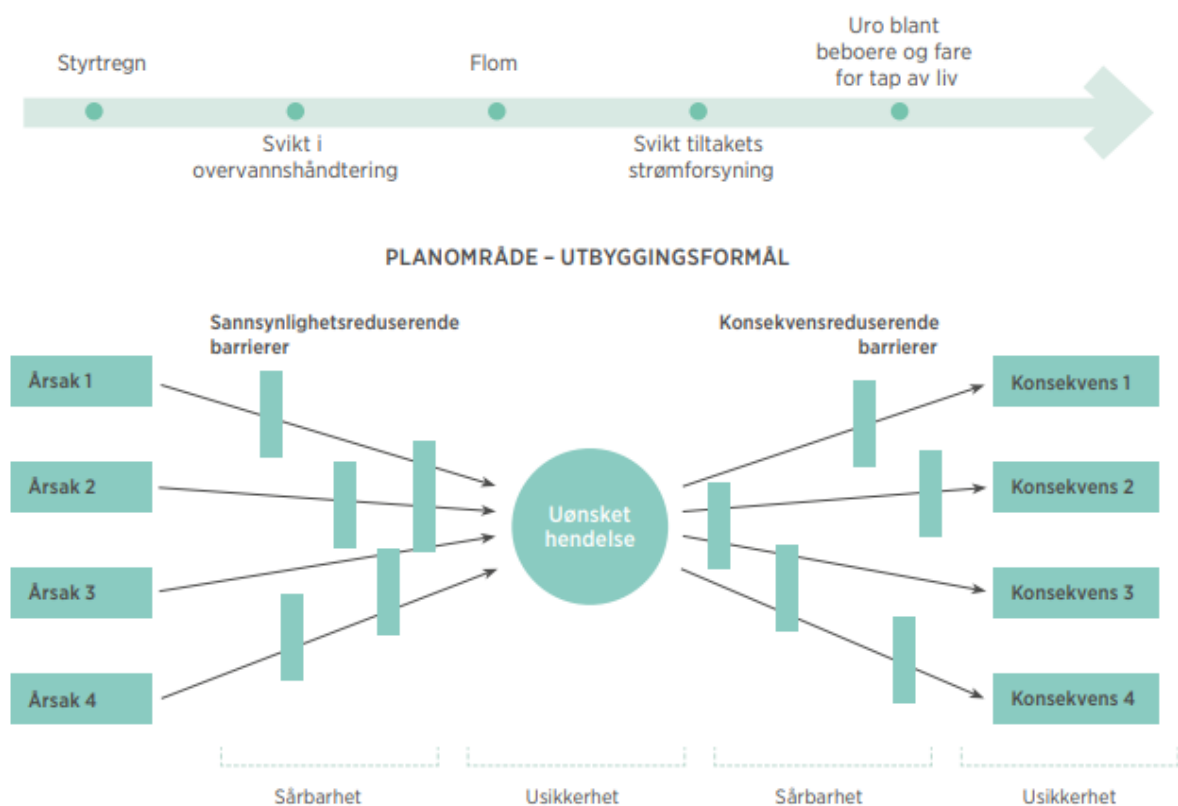 Styrtregn
Flom
Uro blant
beboere og fare
for tap av liv
Svikt i
overvannshåndtering
Svikt tiltakets
strømforsyning
PLANOMRÅDE – UTBYGGINGSFORMÅL
Sannsynlighetsreduserende
barrierer
Konsekvensreduserende
barrierer
Årsak 1
Årsak 2
Årsak 3
Årsak 4
Uønsket
hendelse
Konsekvens 1
Konsekvens 2
Konsekvens 3
Konsekvens 4
Sårbarhet
Usikkerhet
Sårbarhet
Usikkerhet